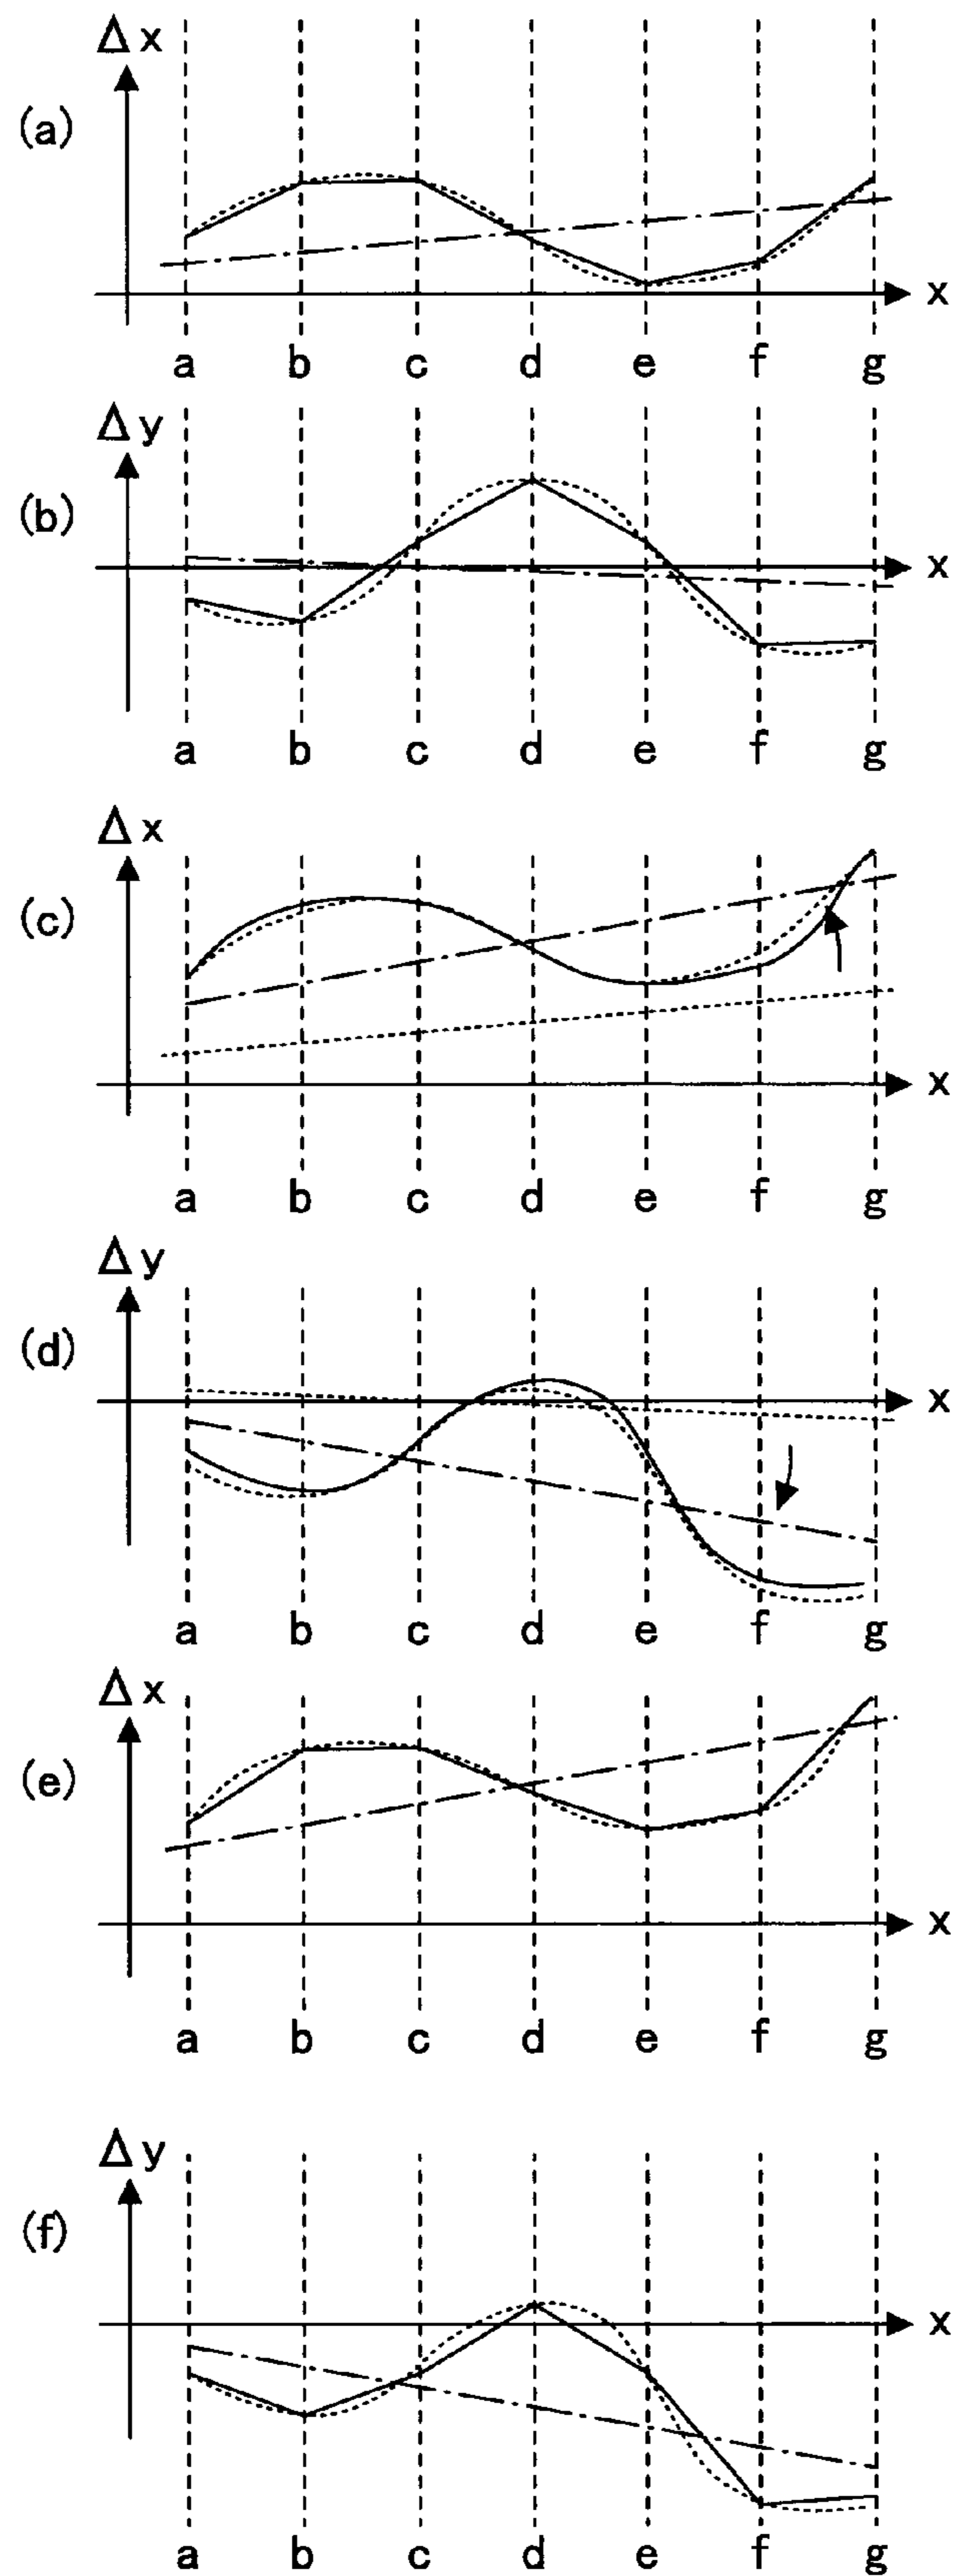 Δx
(a)
x
a b c d e f g
Δy
(b)
x
a b c d e f g
Δx
(c)
x
a b c d e f g
Δy
(d)
x
a b c d e f g
Δx
(e)
x
a b c d e f g
Δy
(f)
x
a b c d e f g